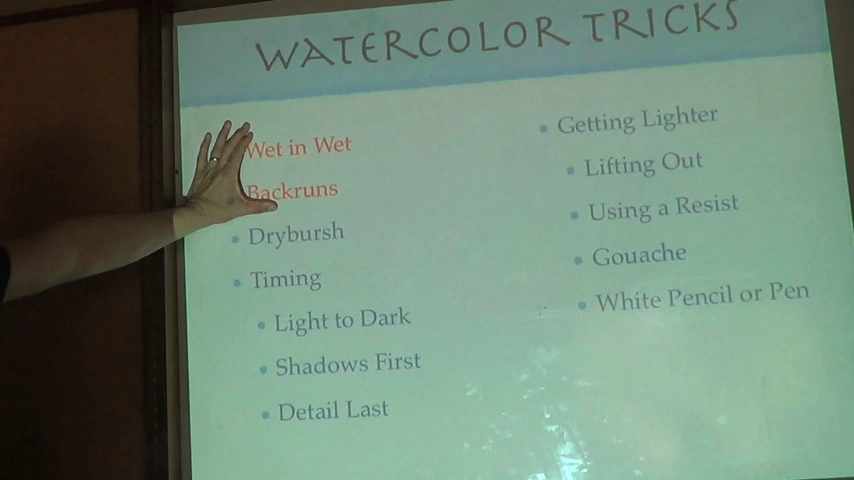 WATERCOLOR TRICKS
Wet in Wet
Backruns
Drybursh
Timing
Light to Dark
Shadows First
Detail Last
Getting Lighter
Lifting Out
Using a Resist
Gouache
White Pencil or Pen